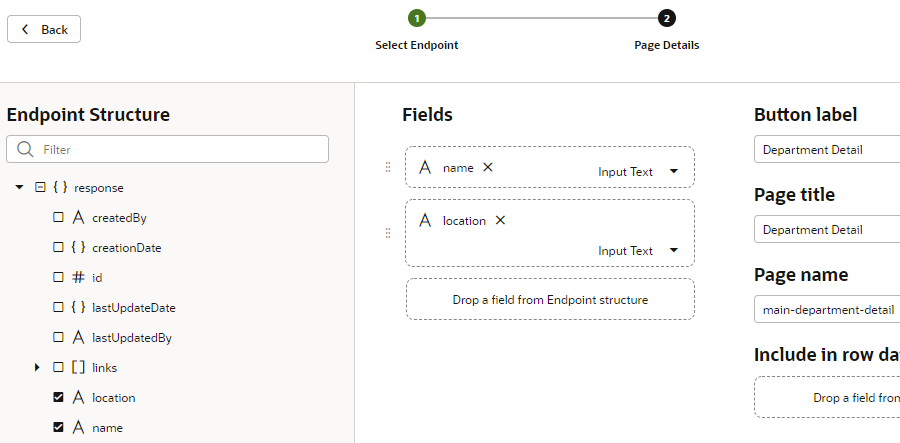 Back
1
2
Select Endpoint
Page Details
Endpoint Structure
Filter
{ } response
A createdBy
{ } creationDate
# id
{ } lastUpdateDate
A lastUpdatedBy
[ ] links
A location
A name
Fields
A name ✕
Input Text
A location ✕
Input Text
Drop a field from Endpoint structure
Button label
Department Detail
Page title
Department Detail
Page name
main-department-detail
Include in row da
Drop a field fron